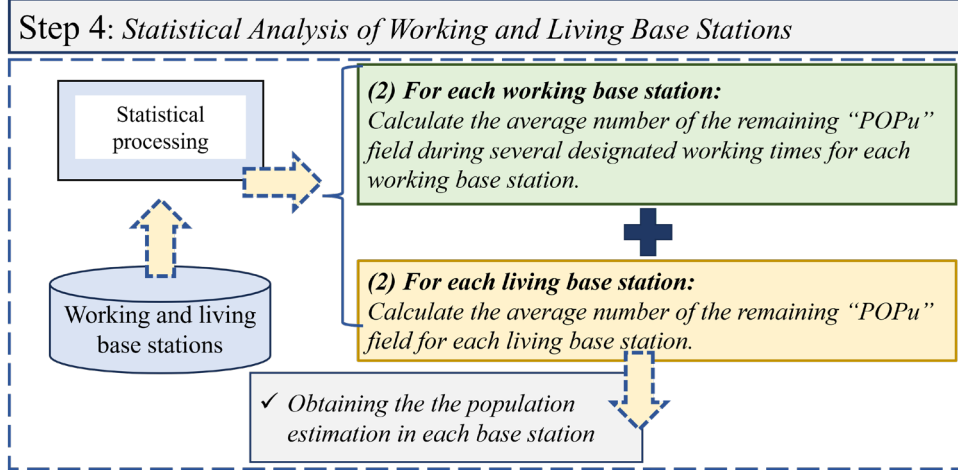 Step 4: Statistical Analysis of Working and Living Base Stations
Statistical
processing
Working and living
base stations
(2) For each working base station:
Calculate the average number of the remaining “POPu”
field during several designated working times for each
working base station.
(2) For each living base station:
Calculate the average number of the remaining “POPu”
field for each living base station.
✓ Obtaining the the population
estimation in each base station